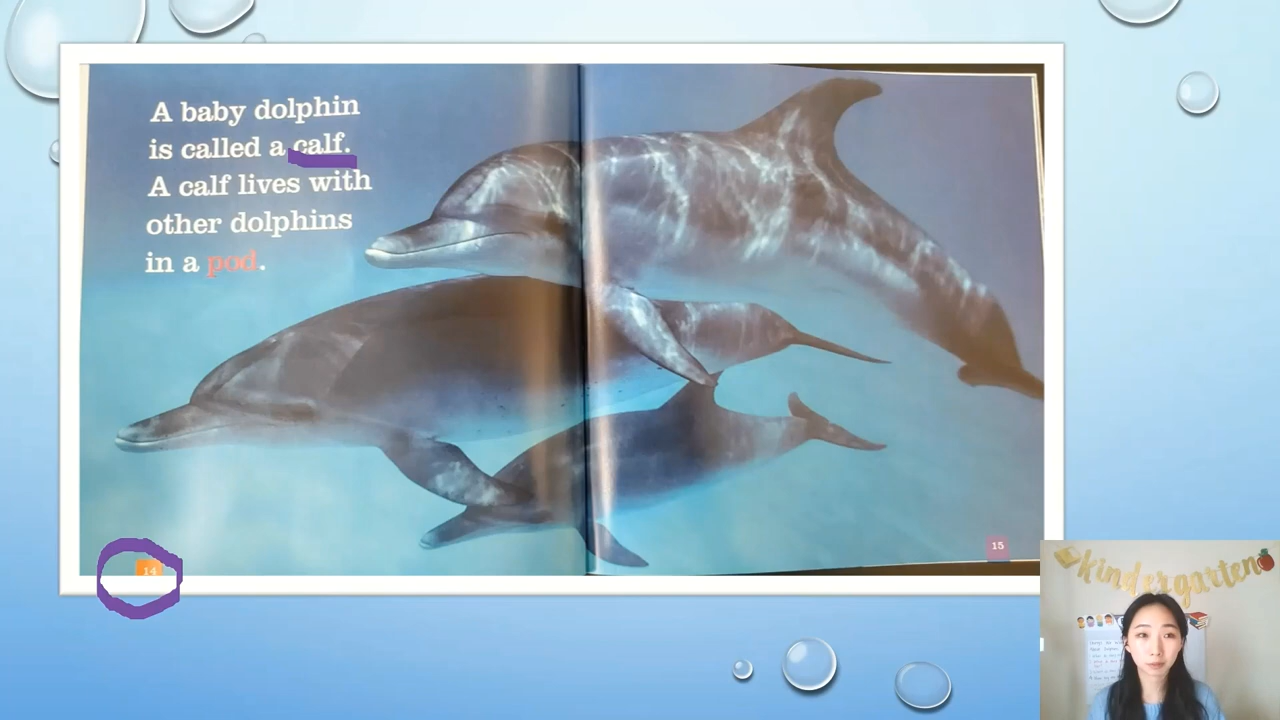 A baby dolphin
is called a calf.
A calf lives with
other dolphins
in a pod.
14
15
kindergarten